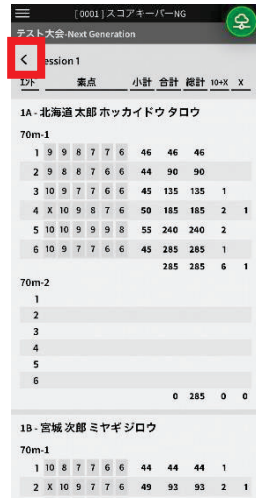 [0001]スコアキーパーNG
テスト大会-Next Generation
ession 1
ｴﾝﾄﾞ 素点 小計 合計 総計 10+X X
1A - 北海道 太郎 ホッカイドウ タロウ
70m-1
1 9 9 8 7 7 6 46 46 46
2 9 8 8 7 6 6 44 90 90
3 10 9 7 7 6 6 45 135 135 1
4 X 10 9 8 7 6 50 185 185 2 1
5 10 10 9 9 9 8 55 240 240 2
6 10 9 7 7 6 6 45 285 285 1
285 285 6 1
70m-2
1
2
3
4
5
6
0 285 0 0
1B - 宮城 次郎 ミヤギ ジロウ
70m-1
1 10 8 7 7 6 6 44 44 44 1
2 X 10 9 7 7 6 49 93 93 2 1